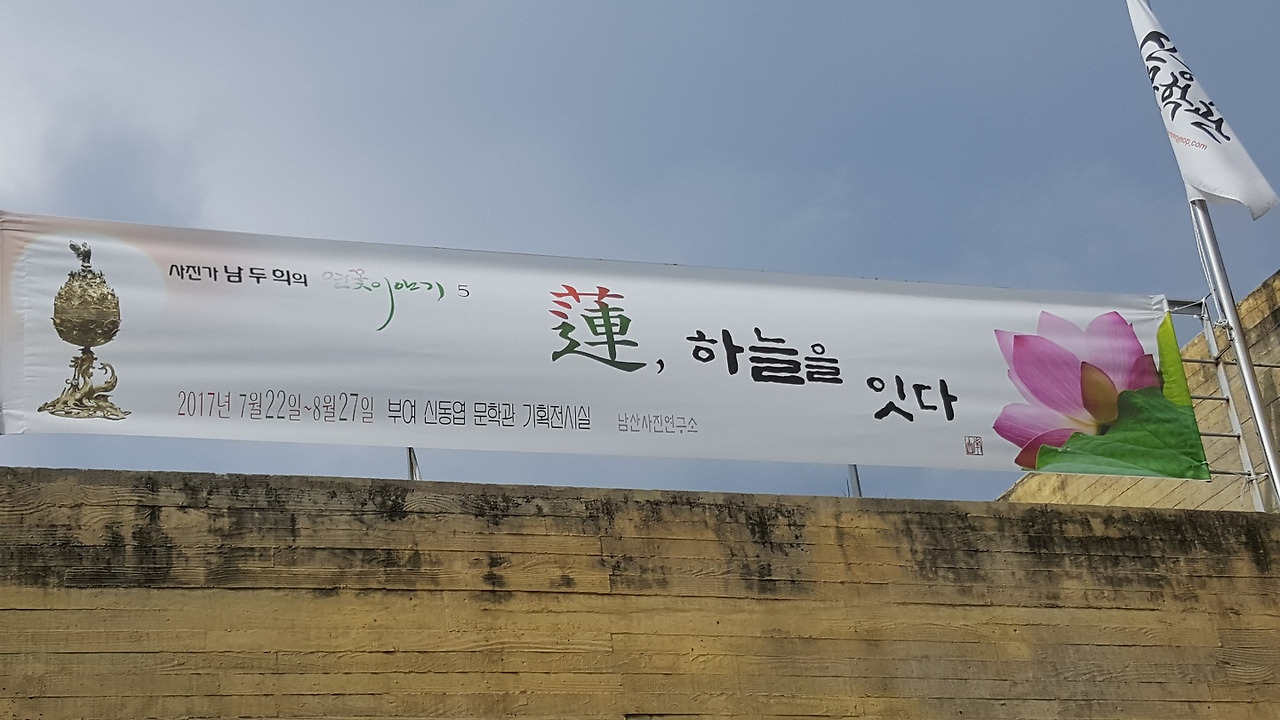 사진가 남두희의 연꽃이야기 5
蓮, 하늘을 잇다
2017년 7월22일~8월27일 부여 신동엽 문학관 기획전시실 남산사진연구소